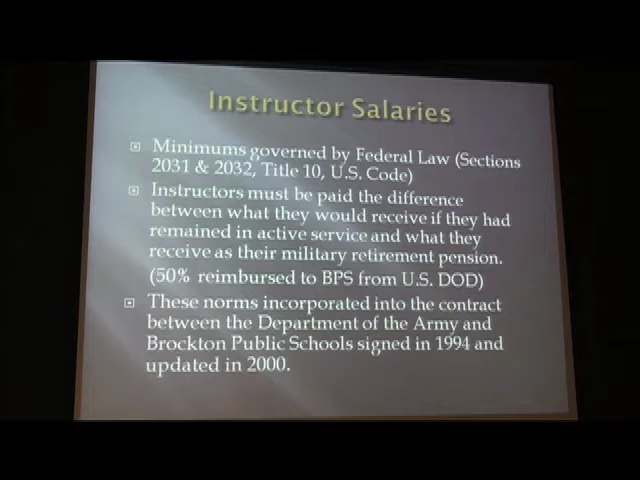 Instructor Salaries
Minimums governed by Federal Law (Sections
2031 & 2032, Title 10, U.S. Code)
Instructors must be paid the difference
between what they would receive if they had
remained in active service and what they
receive as their military retirement pension.
(50% reimbursed to BPS from U.S. DOD)
These norms incorporated into the contract
between the Department of the Army and
Brockton Public Schools signed in 1994 and
updated in 2000.